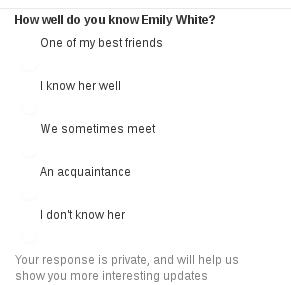 How well do you know Emily White?
One of my best friends
I know her well
We sometimes meet
An acquaintance
I don't know her
Your response is private, and will help us
show you more interesting updates